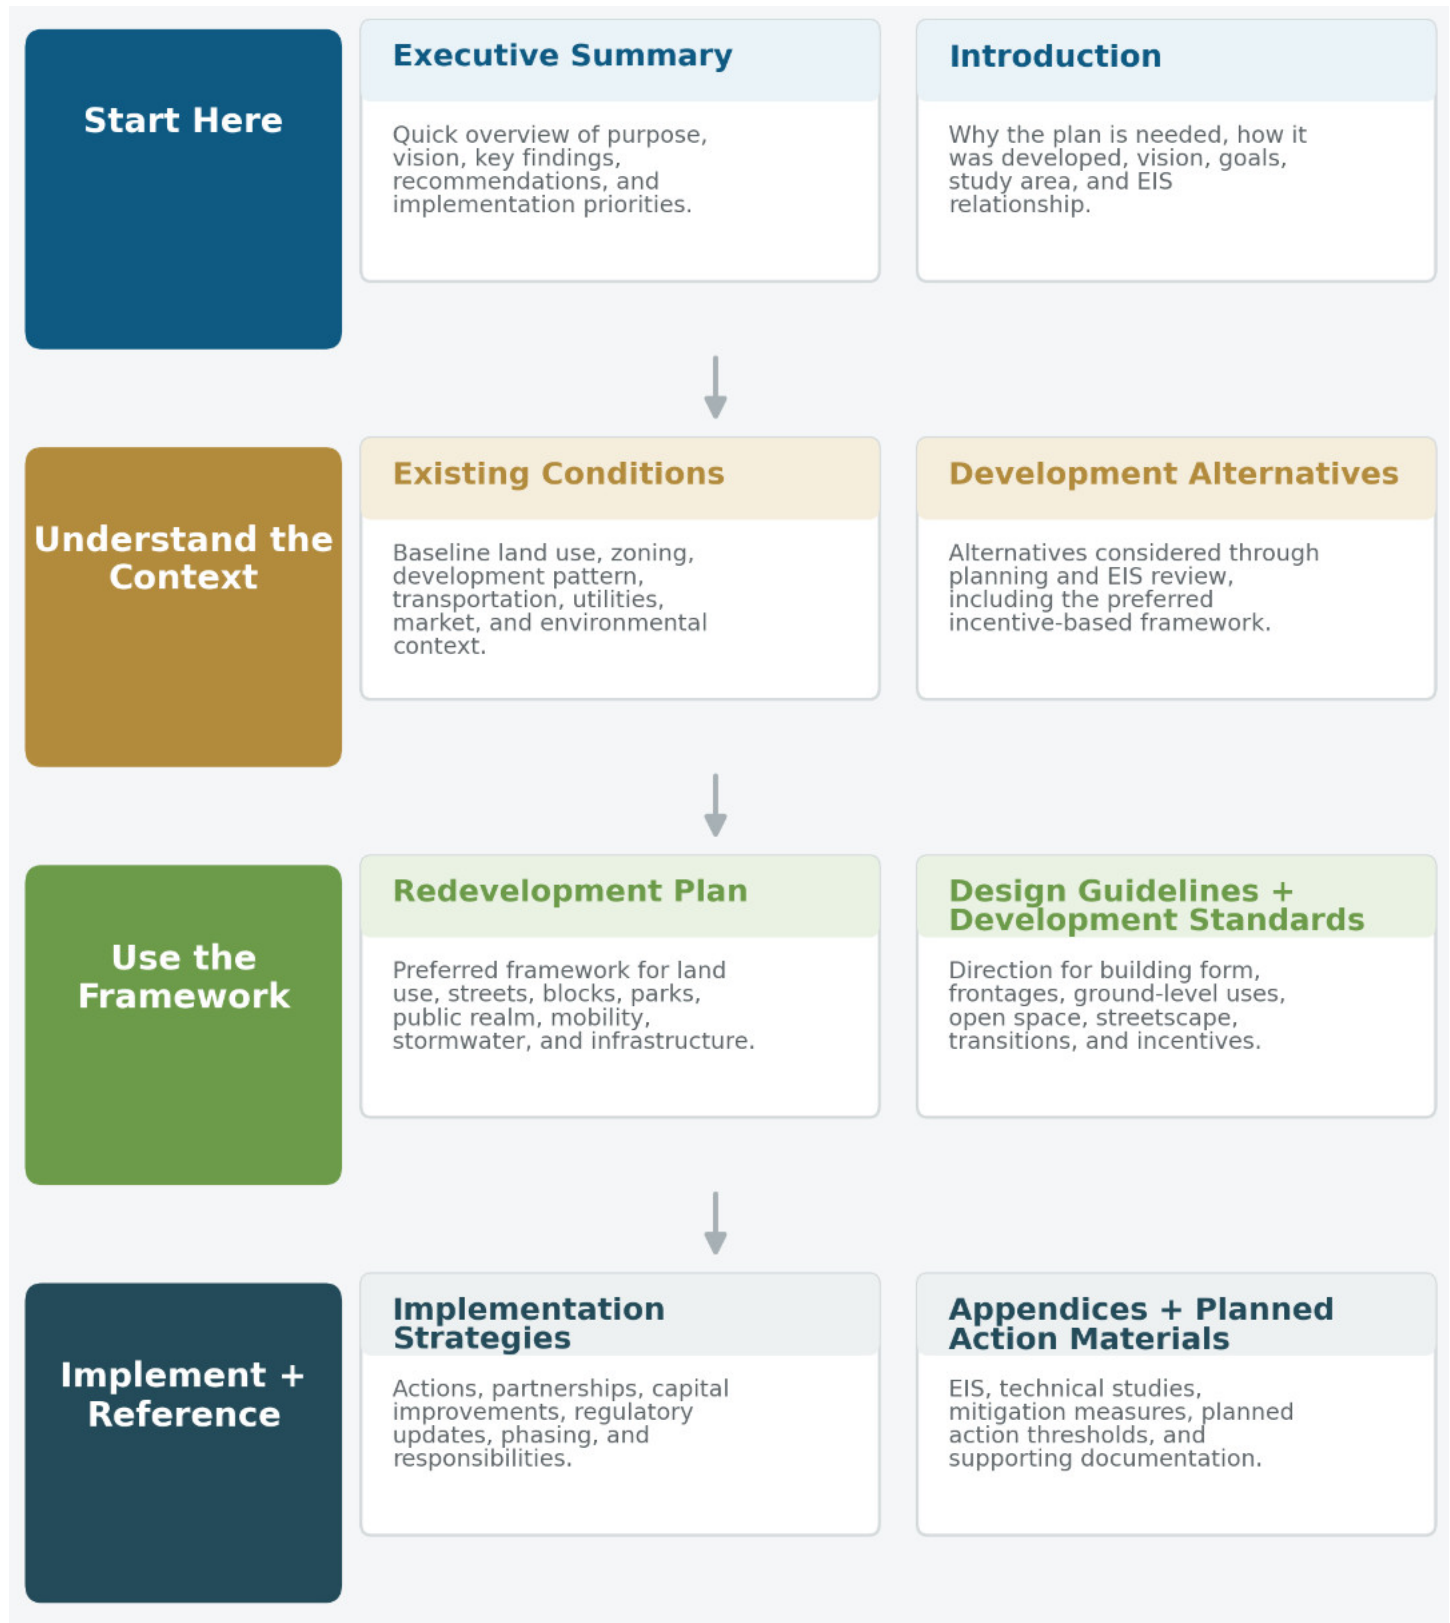 Start Here
Executive Summary
Quick overview of purpose,
vision, key findings,
recommendations, and
implementation priorities.
Introduction
Why the plan is needed, how it
was developed, vision, goals,
study area, and EIS
relationship.
Understand the
Context
Existing Conditions
Baseline land use, zoning,
development pattern,
transportation, utilities,
market, and environmental
context.
Development Alternatives
Alternatives considered through
planning and EIS review,
including the preferred
incentive-based framework.
Use the
Framework
Redevelopment Plan
Preferred framework for land
use, streets, blocks, parks,
public realm, mobility,
stormwater, and infrastructure.
Design Guidelines +
Development Standards
Direction for building form,
frontages, ground-level uses,
open space, streetscape,
transitions, and incentives.
Implement +
Reference
Implementation
Strategies
Actions, partnerships, capital
improvements, regulatory
updates, phasing, and
responsibilities.
Appendices + Planned
Action Materials
EIS, technical studies,
mitigation measures, planned
action thresholds, and
supporting documentation.